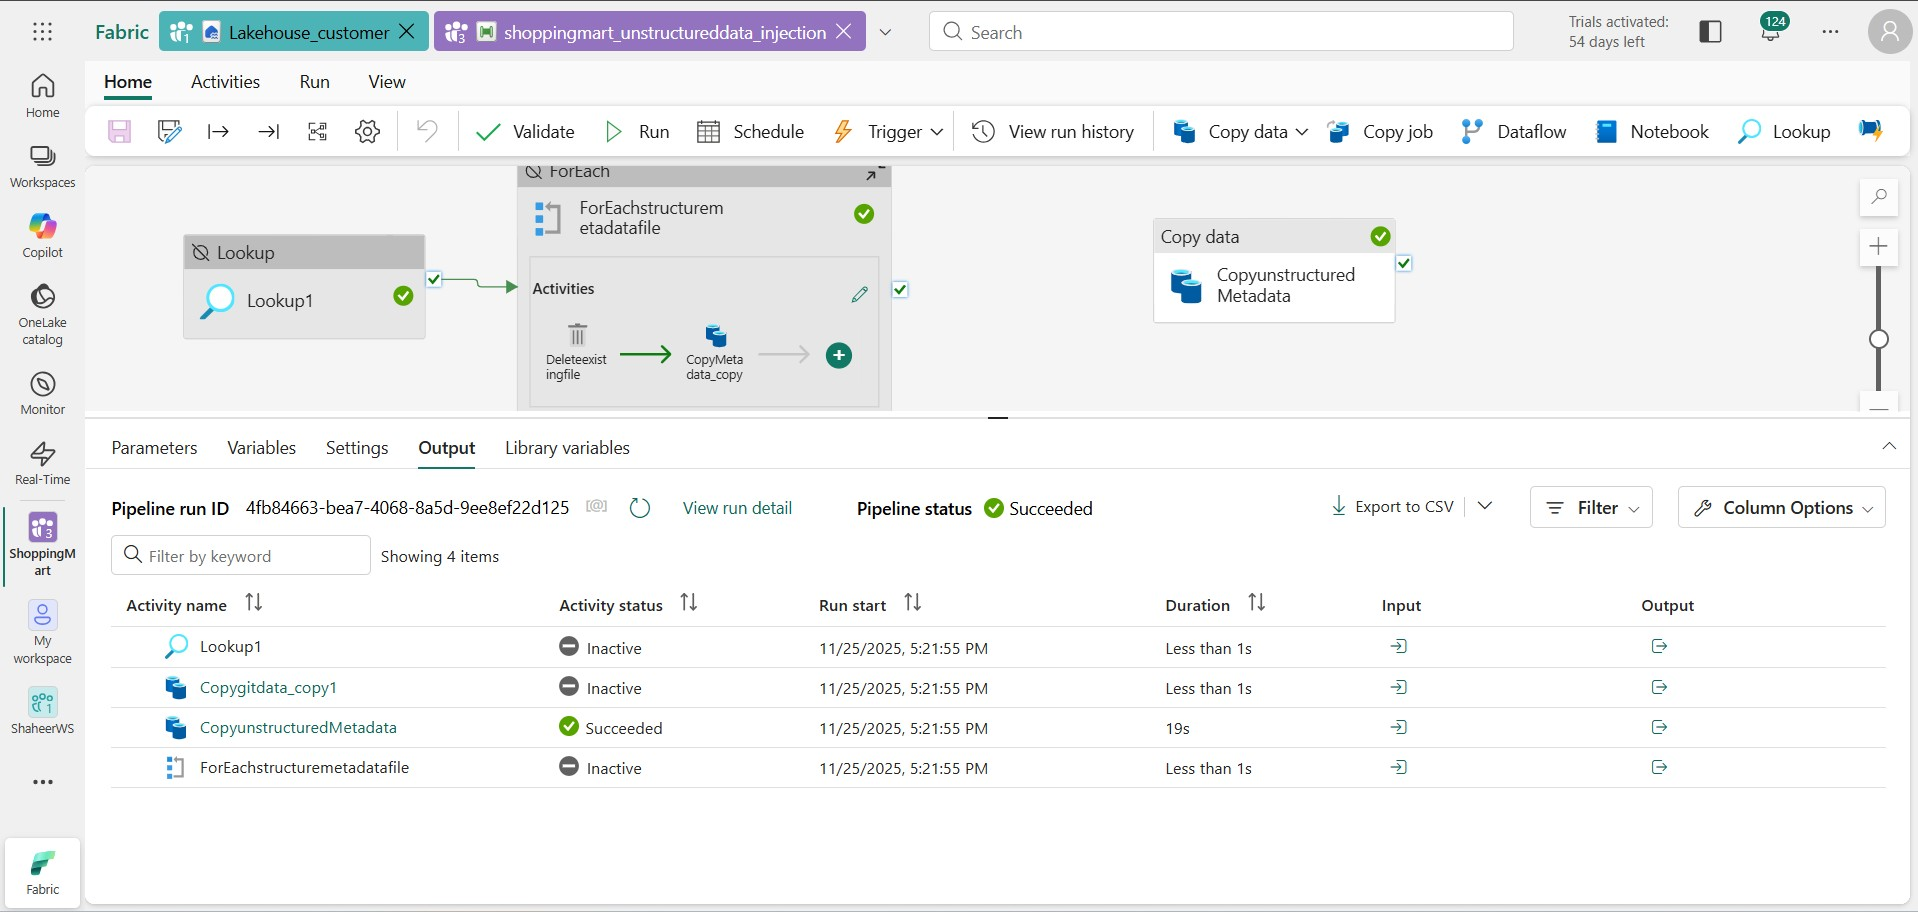 Fabric
1
Lakehouse_customer
3
shoppingmart_unstructureddata_injection
Search
Trials activated:
54 days left
124
Home
Activities
Run
View
Validate
Run
Schedule
Trigger
View run history
Copy data
Copy job
Dataflow
Notebook
Lookup
Home
Workspaces
Copilot
OneLake
catalog
Monitor
Real-Time
3
ShoppingM
art
My
workspace
1
ShaheerWS
Fabric
Lookup
Lookup1
ForEach
ForEachstructurem
etadatafile
Activities
Deleteexist
ingfile
CopyMeta
data_copy
Copy data
Copyunstructured
Metadata
Parameters
Variables
Settings
Output
Library variables
Pipeline run ID
4fb84663-bea7-4068-8a5d-9ee8ef22d125
[@]
View run detail
Pipeline status
Succeeded
Export to CSV
Filter
Column Options
Filter by keyword
Showing 4 items
Activity name
Activity status
Run start
Duration
Input
Output
Lookup1
Inactive
11/25/2025, 5:21:55 PM
Less than 1s
Copygitdata_copy1
Inactive
11/25/2025, 5:21:55 PM
Less than 1s
CopyunstructuredMetadata
Succeeded
11/25/2025, 5:21:55 PM
19s
ForEachstructuremetadatafile
Inactive
11/25/2025, 5:21:55 PM
Less than 1s